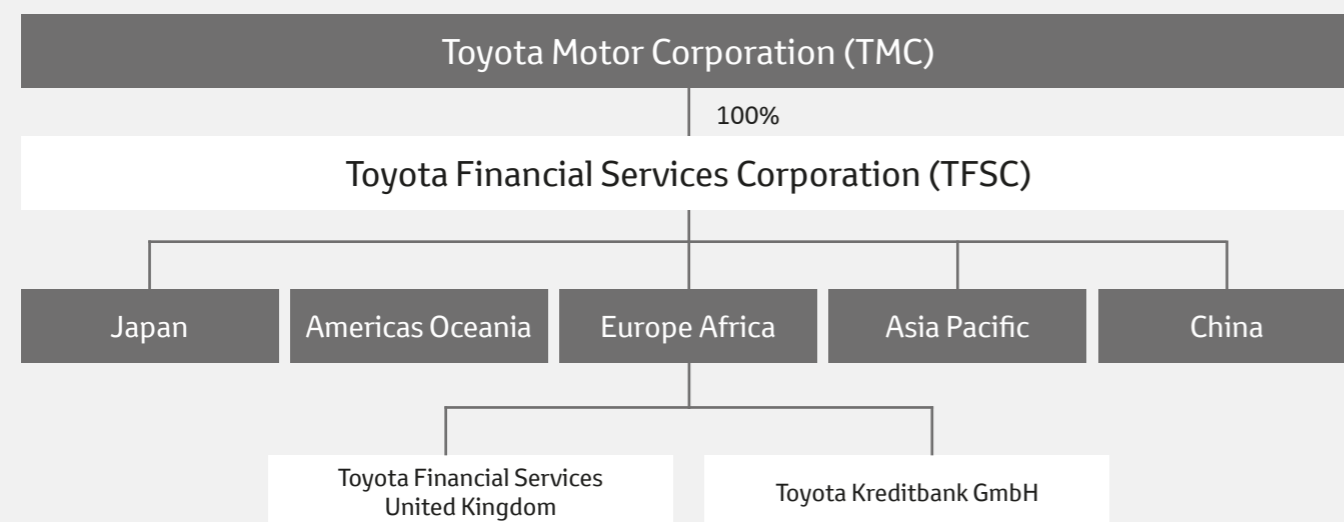 Toyota Motor Corporation (TMC)
100%
Toyota Financial Services Corporation (TFSC)
Japan
Americas Oceania
Europe Africa
Asia Pacific
China
Toyota Financial Services
United Kingdom
Toyota Kreditbank GmbH